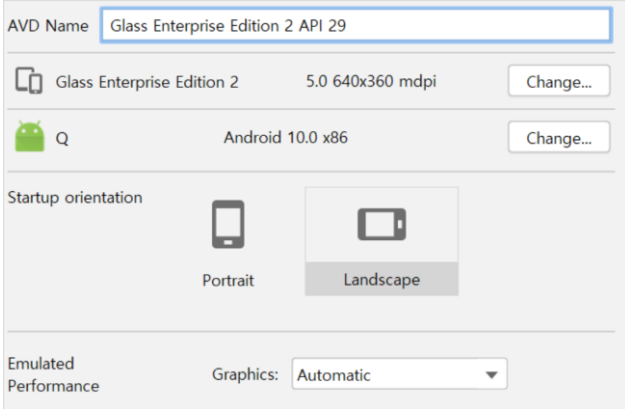 AVD Name Glass Enterprise Edition 2 API 29
Glass Enterprise Edition 2 5.0 640x360 mdpi Change...
Q Android 10.0 x86 Change...
Startup orientation
Portrait Landscape
Emulated
Performance
Graphics: Automatic